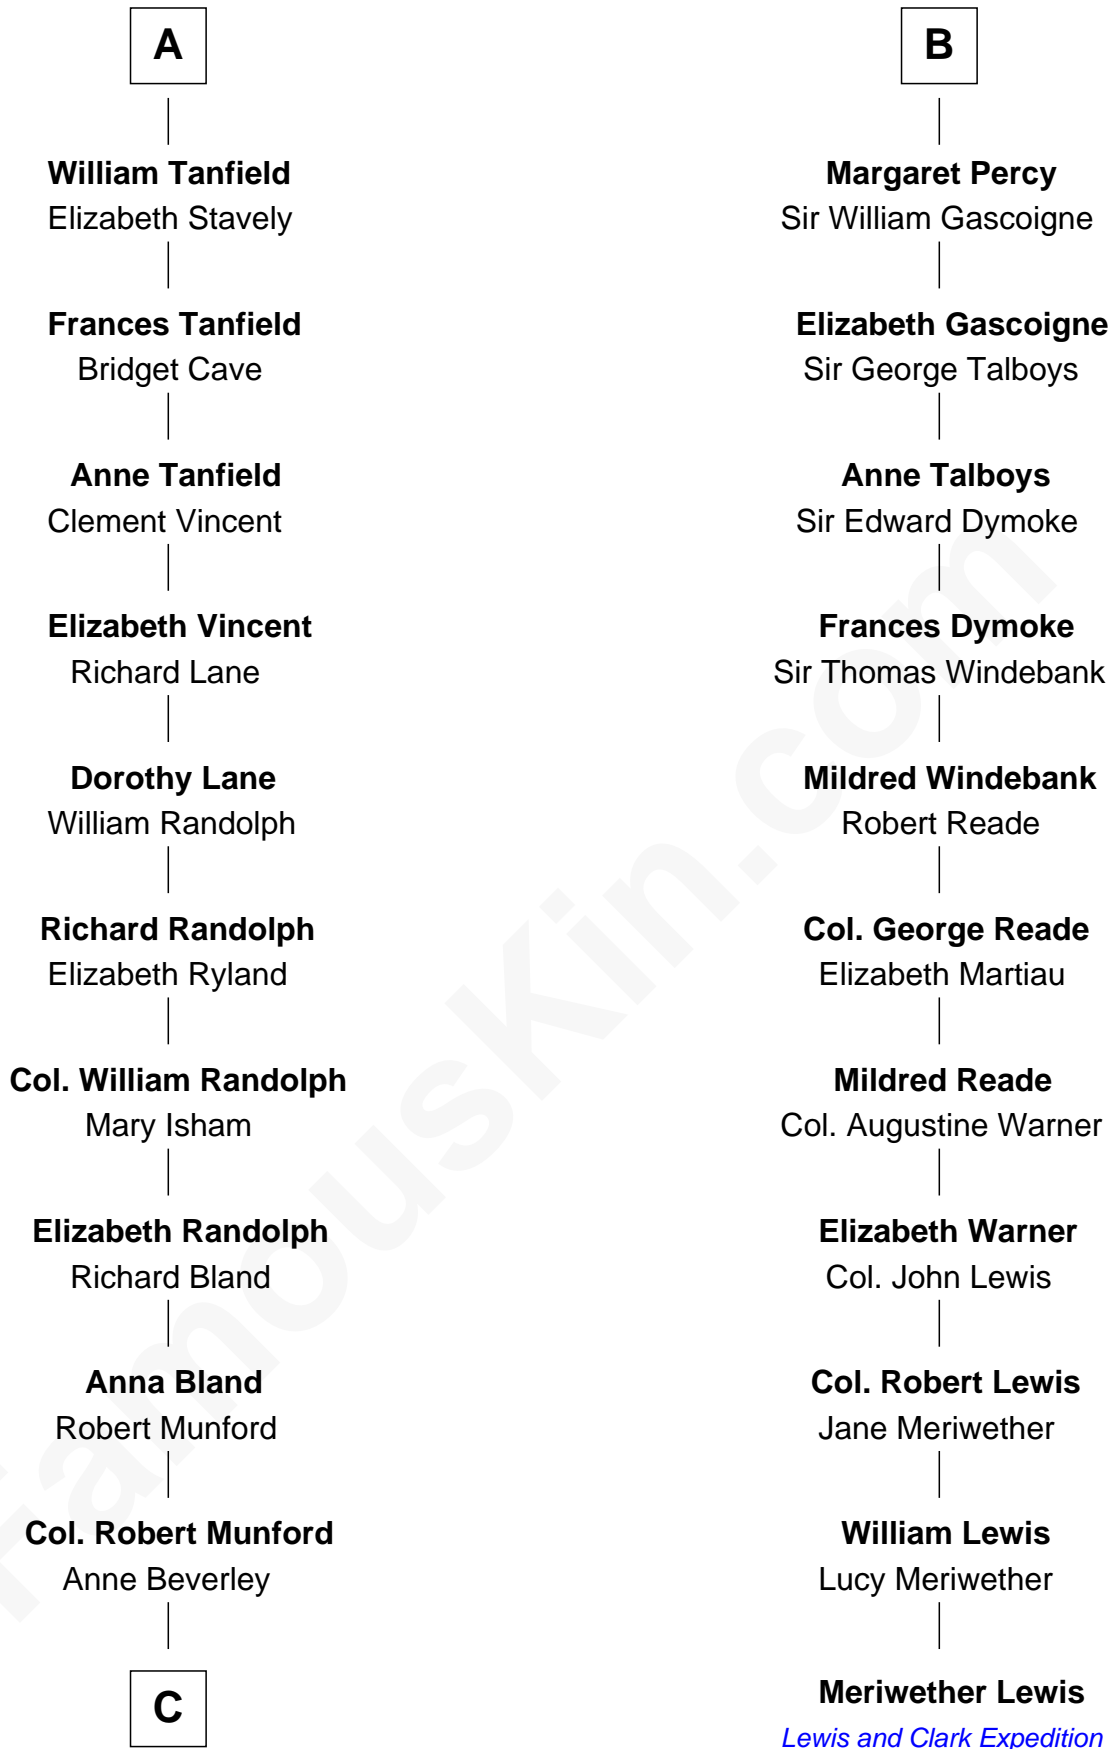 A
William Tanfield
Elizabeth Stavely
Frances Tanfield
Bridget Cave
Anne Tanfield
Clement Vincent
Elizabeth Vincent
Richard Lane
Dorothy Lane
William Randolph
Richard Randolph
Elizabeth Ryland
Col. William Randolph
Mary Isham
Elizabeth Randolph
Richard Bland
Anna Bland
Robert Munford
Col. Robert Munford
Anne Beverley
C
B
Margaret Percy
Sir William Gascoigne
Elizabeth Gascoigne
Sir George Talboys
Anne Talboys
Sir Edward Dymoke
Frances Dymoke
Sir Thomas Windebank
Mildred Windebank
Robert Reade
Col. George Reade
Elizabeth Martiau
Mildred Reade
Col. Augustine Warner
Elizabeth Warner
Col. John Lewis
Col. Robert Lewis
Jane Meriwether
William Lewis
Lucy Meriwether
Meriwether Lewis
Lewis and Clark Expedition
FamousKin.com